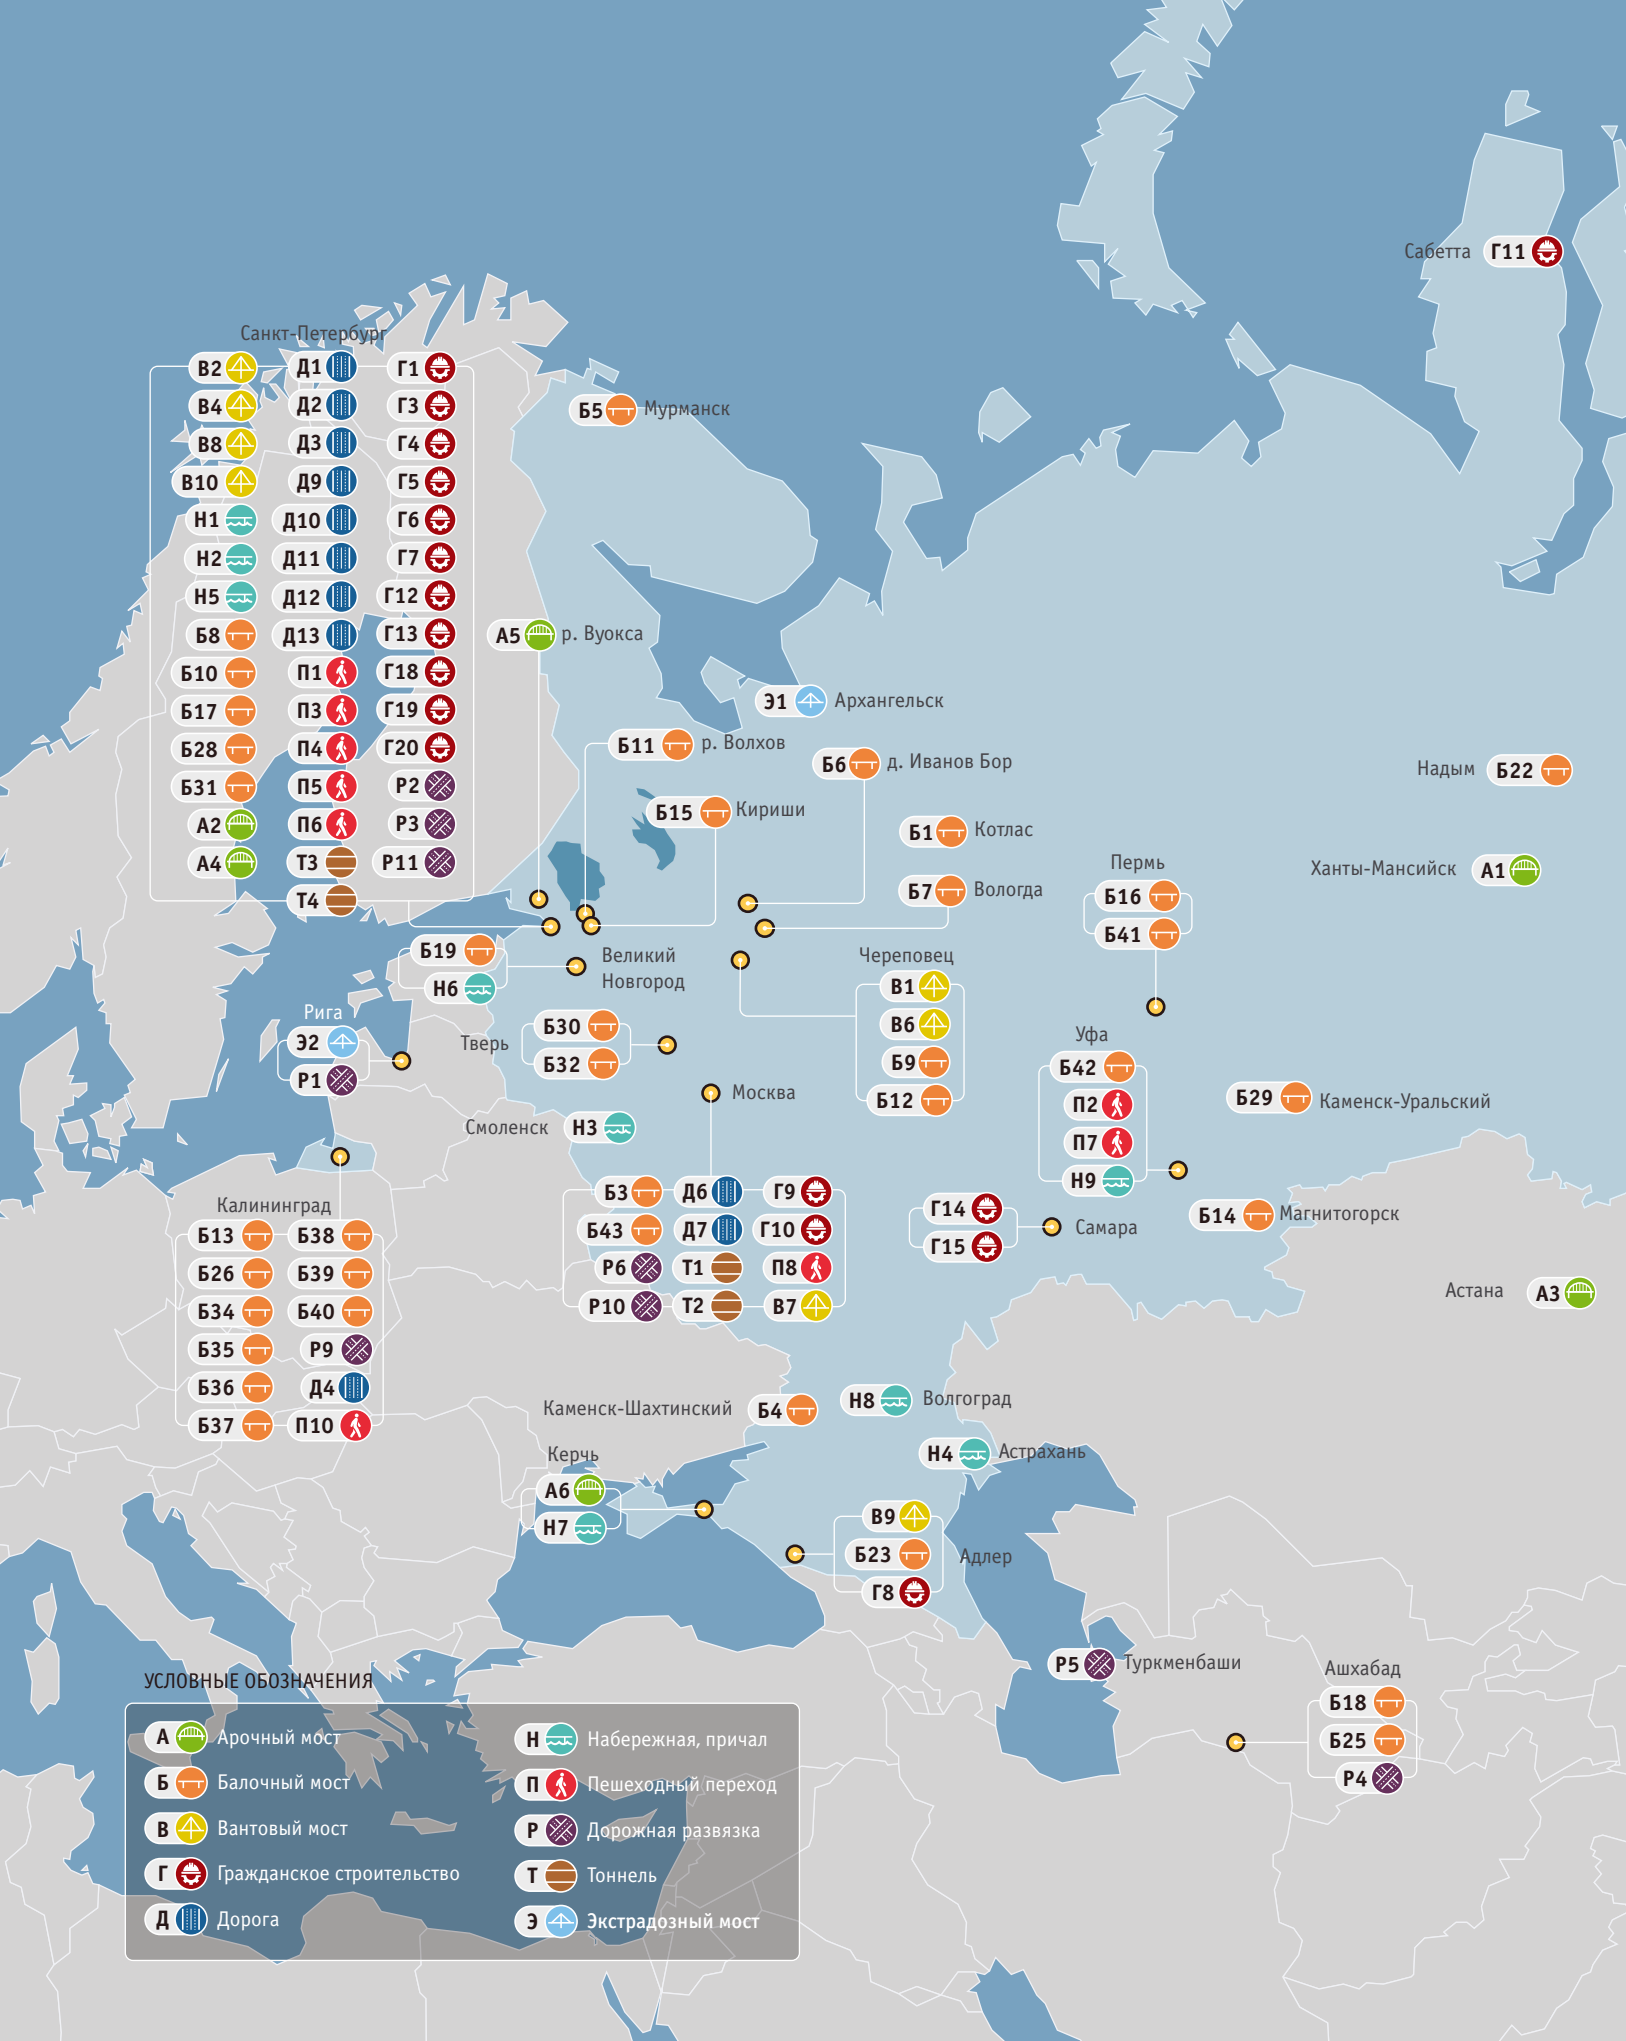 Сабетта Г11
Санкт-Петербург
В2 Д1 Г1
В4 Д2 Г3
В8 Д3 Г4
В10 Д9 Г5
Н1 Д10 Г6
Н2 Д11 Г7
Н5 Д12 Г12
Б8 Д13 Г13
Б10 П1 Г18
Б17 П3 Г19
Б28 П4 Г20
Б31 П5 Р2
А2 П6 Р3
А4 Т3 Р11
Т4
Б5 Мурманск
А5 р. Вуокса
Э1 Архангельск
Б11 р. Волхов
Б6 д. Иванов Бор
Надым Б22
Б15 Кириши
Б1 Котлас
Пермь
Б16
Б41
Ханты-Мансийск А1
Б7 Вологда
Б19
Н6
Великий
Новгород
Череповец
В1
В6
Б9
Б12
Рига
Э2
Р1
Тверь
Б30
Б32
Уфа
Б42
П2
П7
Н9
Москва
Б3 Д6 Г9
Б43 Д7 Г10
Р6 Т1 П8
Р10 Т2 В7
Б29 Каменск-Уральский
Смоленск Н3
Калининград
Б13 Б38
Б26 Б39
Б34 Б40
Б35 Р9
Б36 Д4
Б37 П10
Г14
Г15
Самара
Б14 Магнитогорск
Астана А3
Каменск-Шахтинский Б4
Н8 Волгоград
Н4 Астрахань
Керчь
А6
Н7
В9
Б23
Г8
Адлер
Р5 Туркменбаши
Ашхабад
Б18
Б25
Р4
УСЛОВНЫЕ ОБОЗНАЧЕНИЯ
А Арочный мост
Б Балочный мост
В Вантовый мост
Г Гражданское строительство
Д Дорога
Н Набережная, причал
П Пешеходный переход
Р Дорожная развязка
Т Тоннель
Э Экстрадозный мост